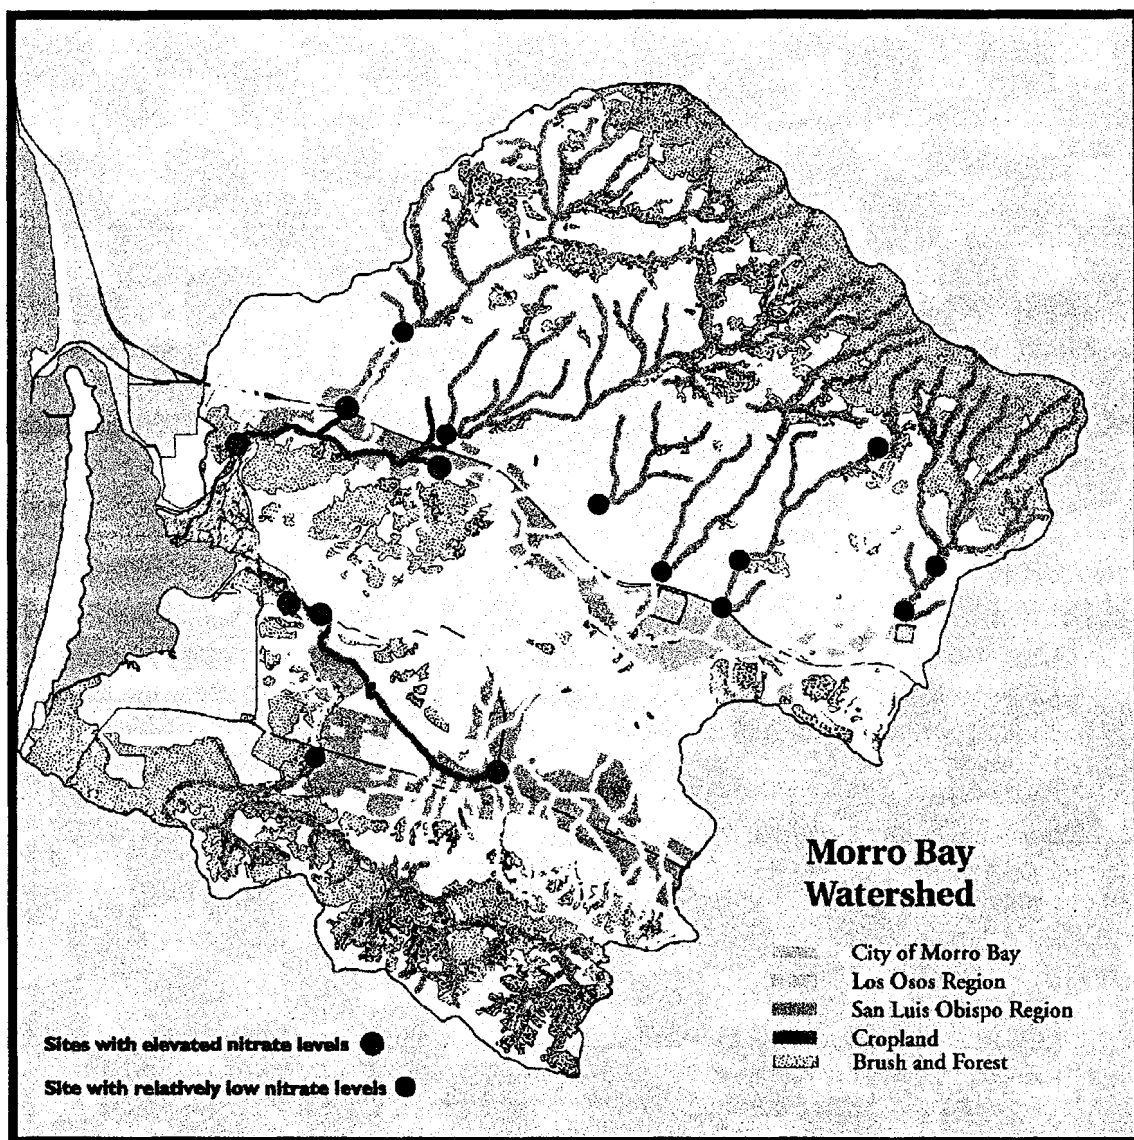 Morro Bay
Watershed
City of Morro Bay
Los Osos Region
San Luis Obispo Region
Cropland
Brush and Forest
Sites with elevated nitrate levels
Site with relatively low nitrate levels